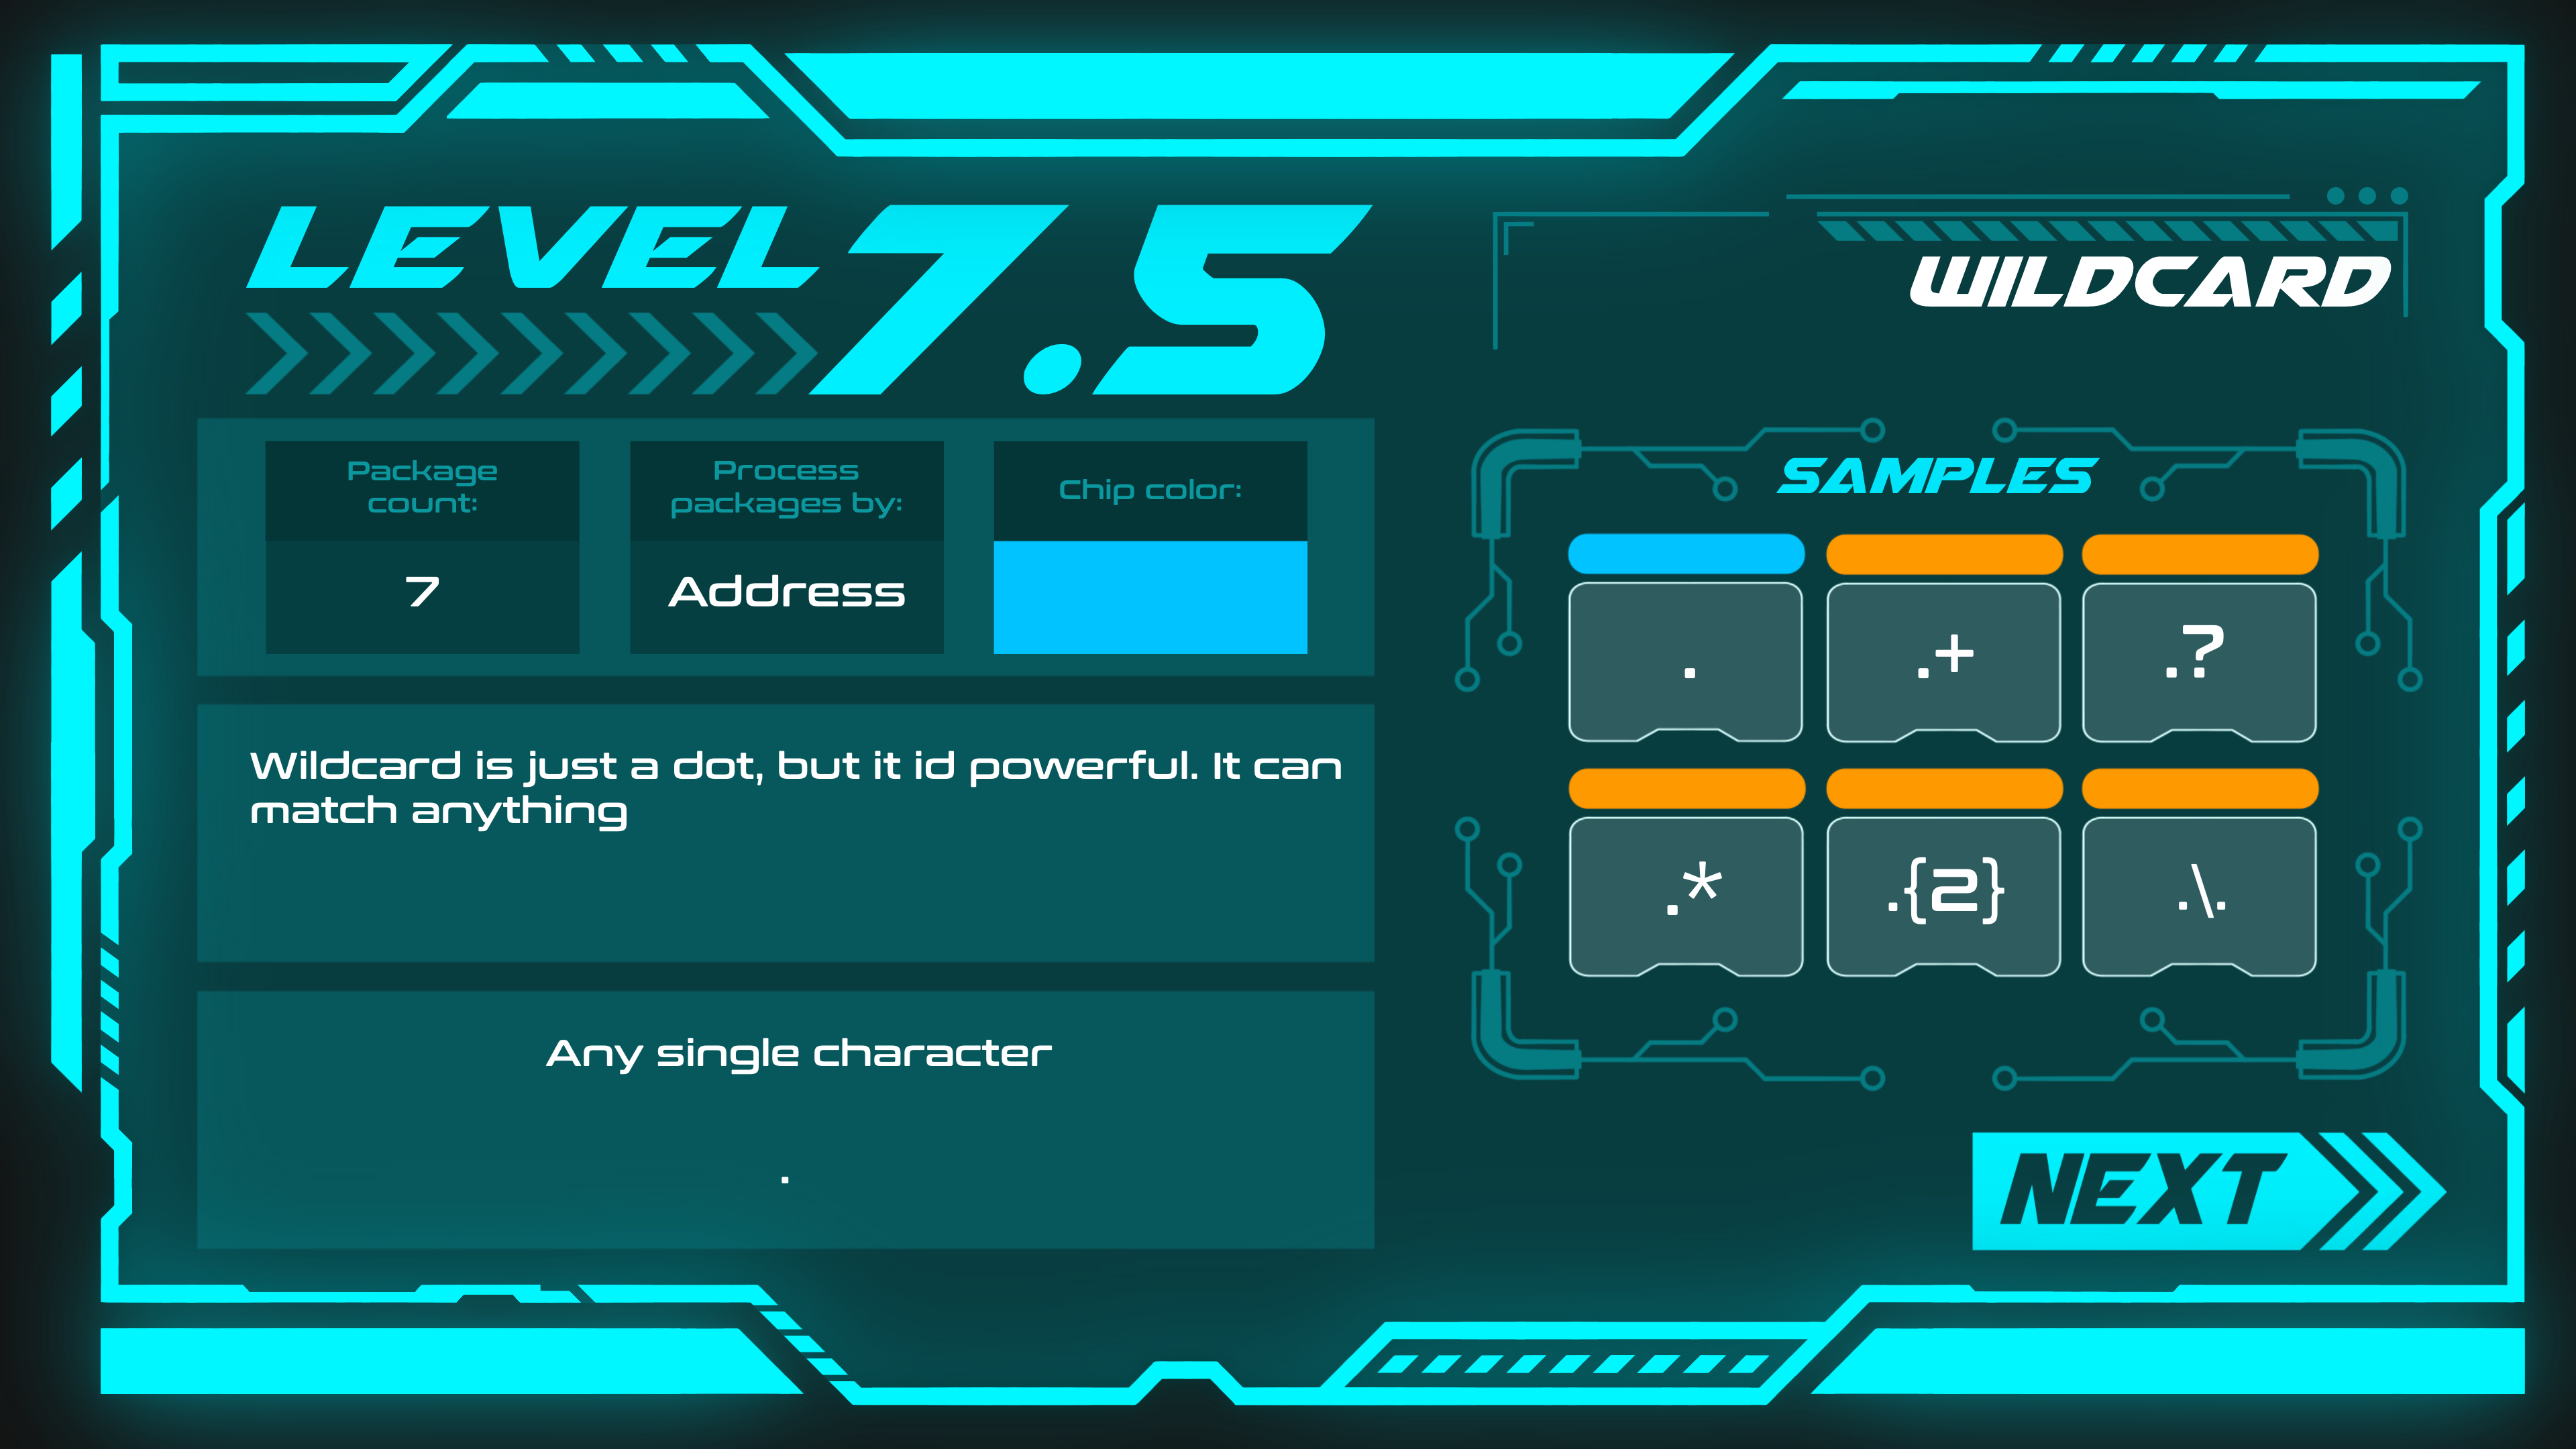 LEVEL 7.5
WILDCARD
Package
count:
7
Process
packages by:
Address
Chip color:
Wildcard is just a dot, but it id powerful. It can
match anything
Any single character
.
SAMPLES
.
.+
.?
.*
.{2}
.\.
NEXT